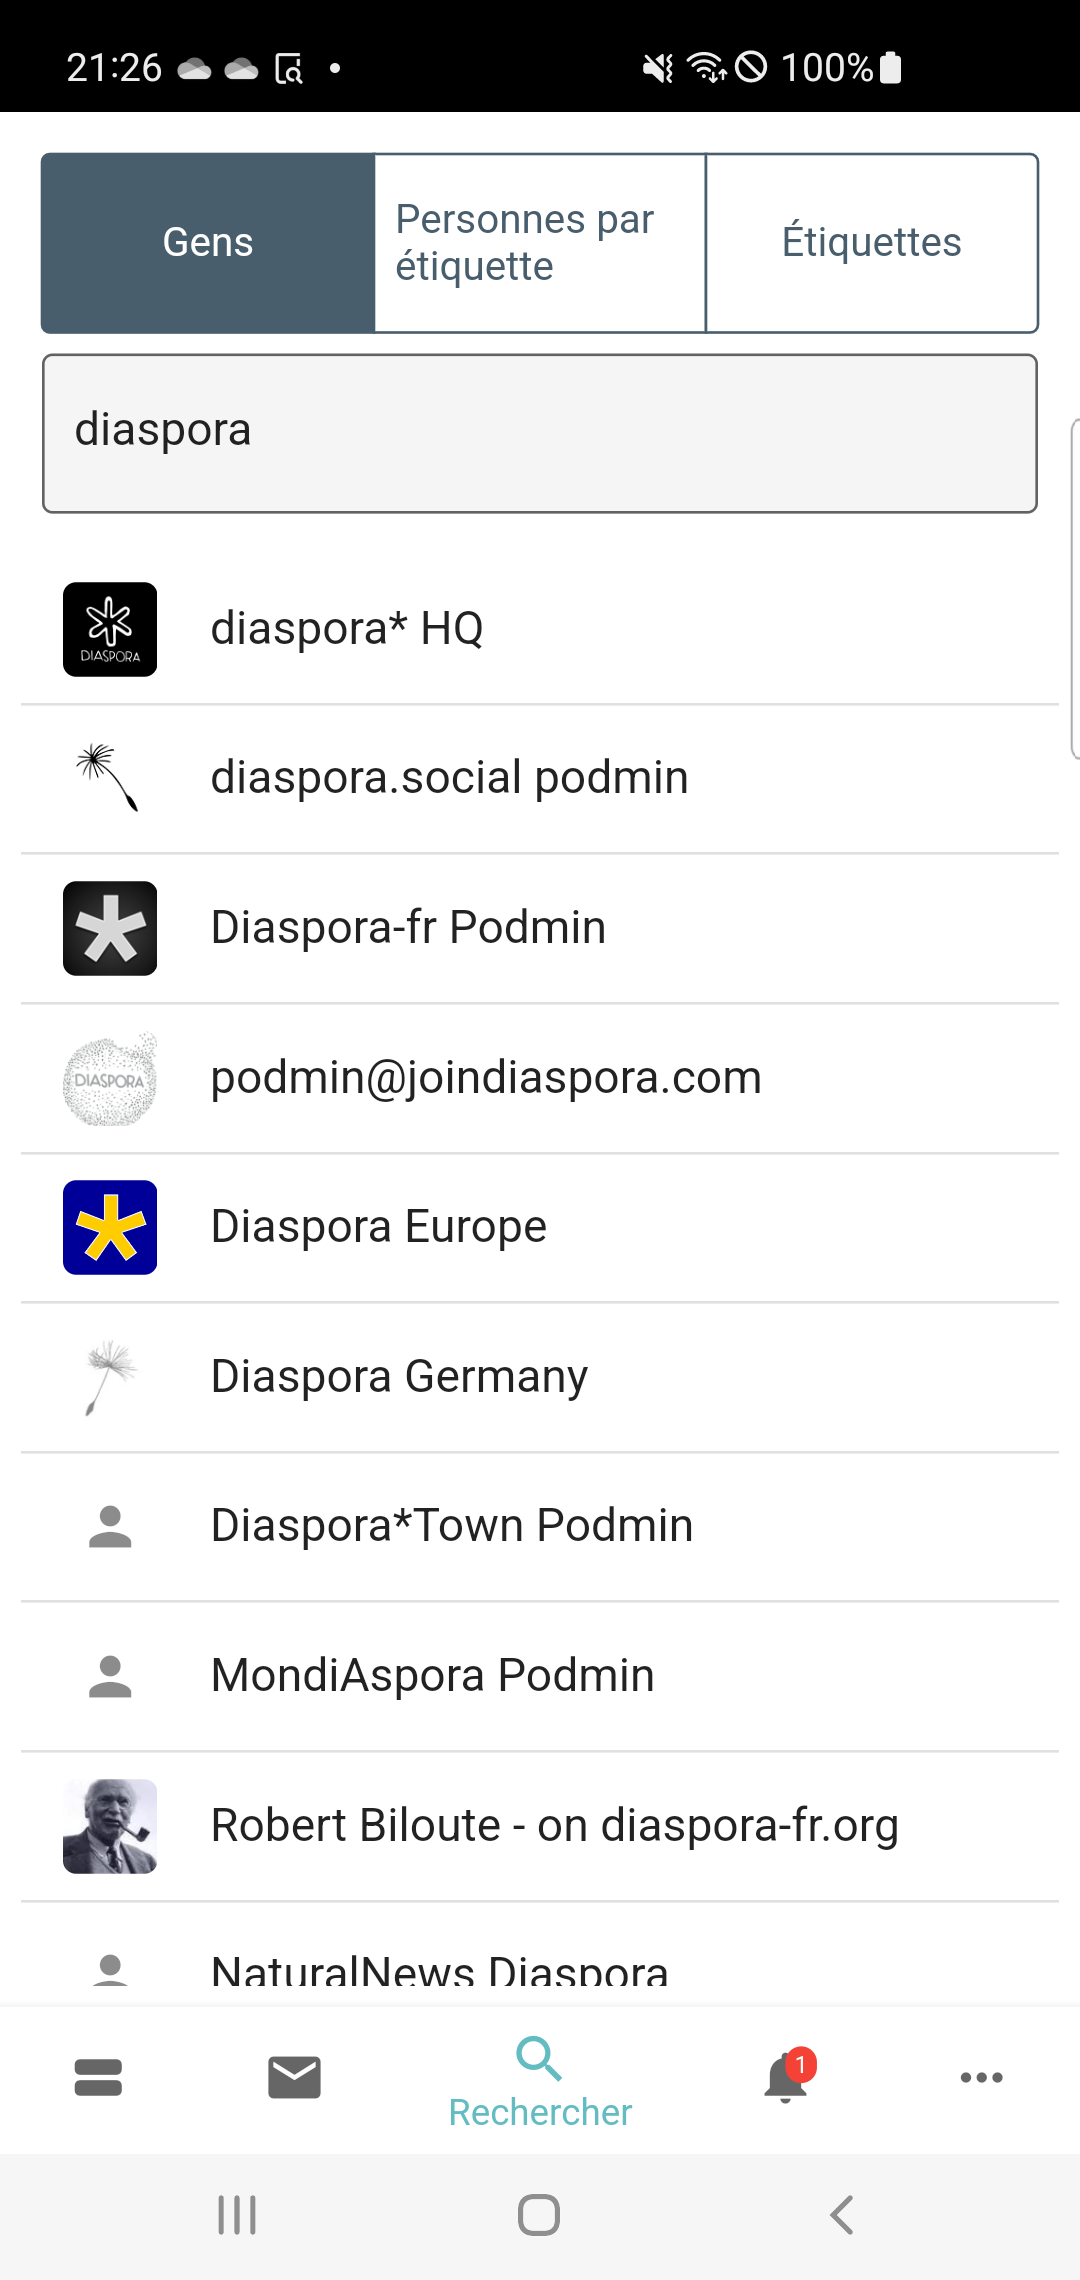 21:26
100%
Gens
Personnes par
étiquette
Étiquettes
diaspora
DIASPORA
diaspora* HQ
diaspora.social podmin
Diaspora-fr Podmin
DIASPORA
podmin@joindiaspora.com
Diaspora Europe
Diaspora Germany
Diaspora*Town Podmin
MondiAspora Podmin
Robert Biloute - on diaspora-fr.org
NaturalNews Diaspora
1
Rechercher